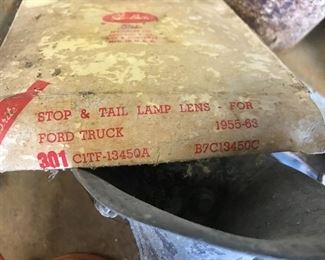 STOP & TAIL LAMP LENS - FOR
FORD TRUCK 1955-63
301 C1TF-13450A B7C13450C